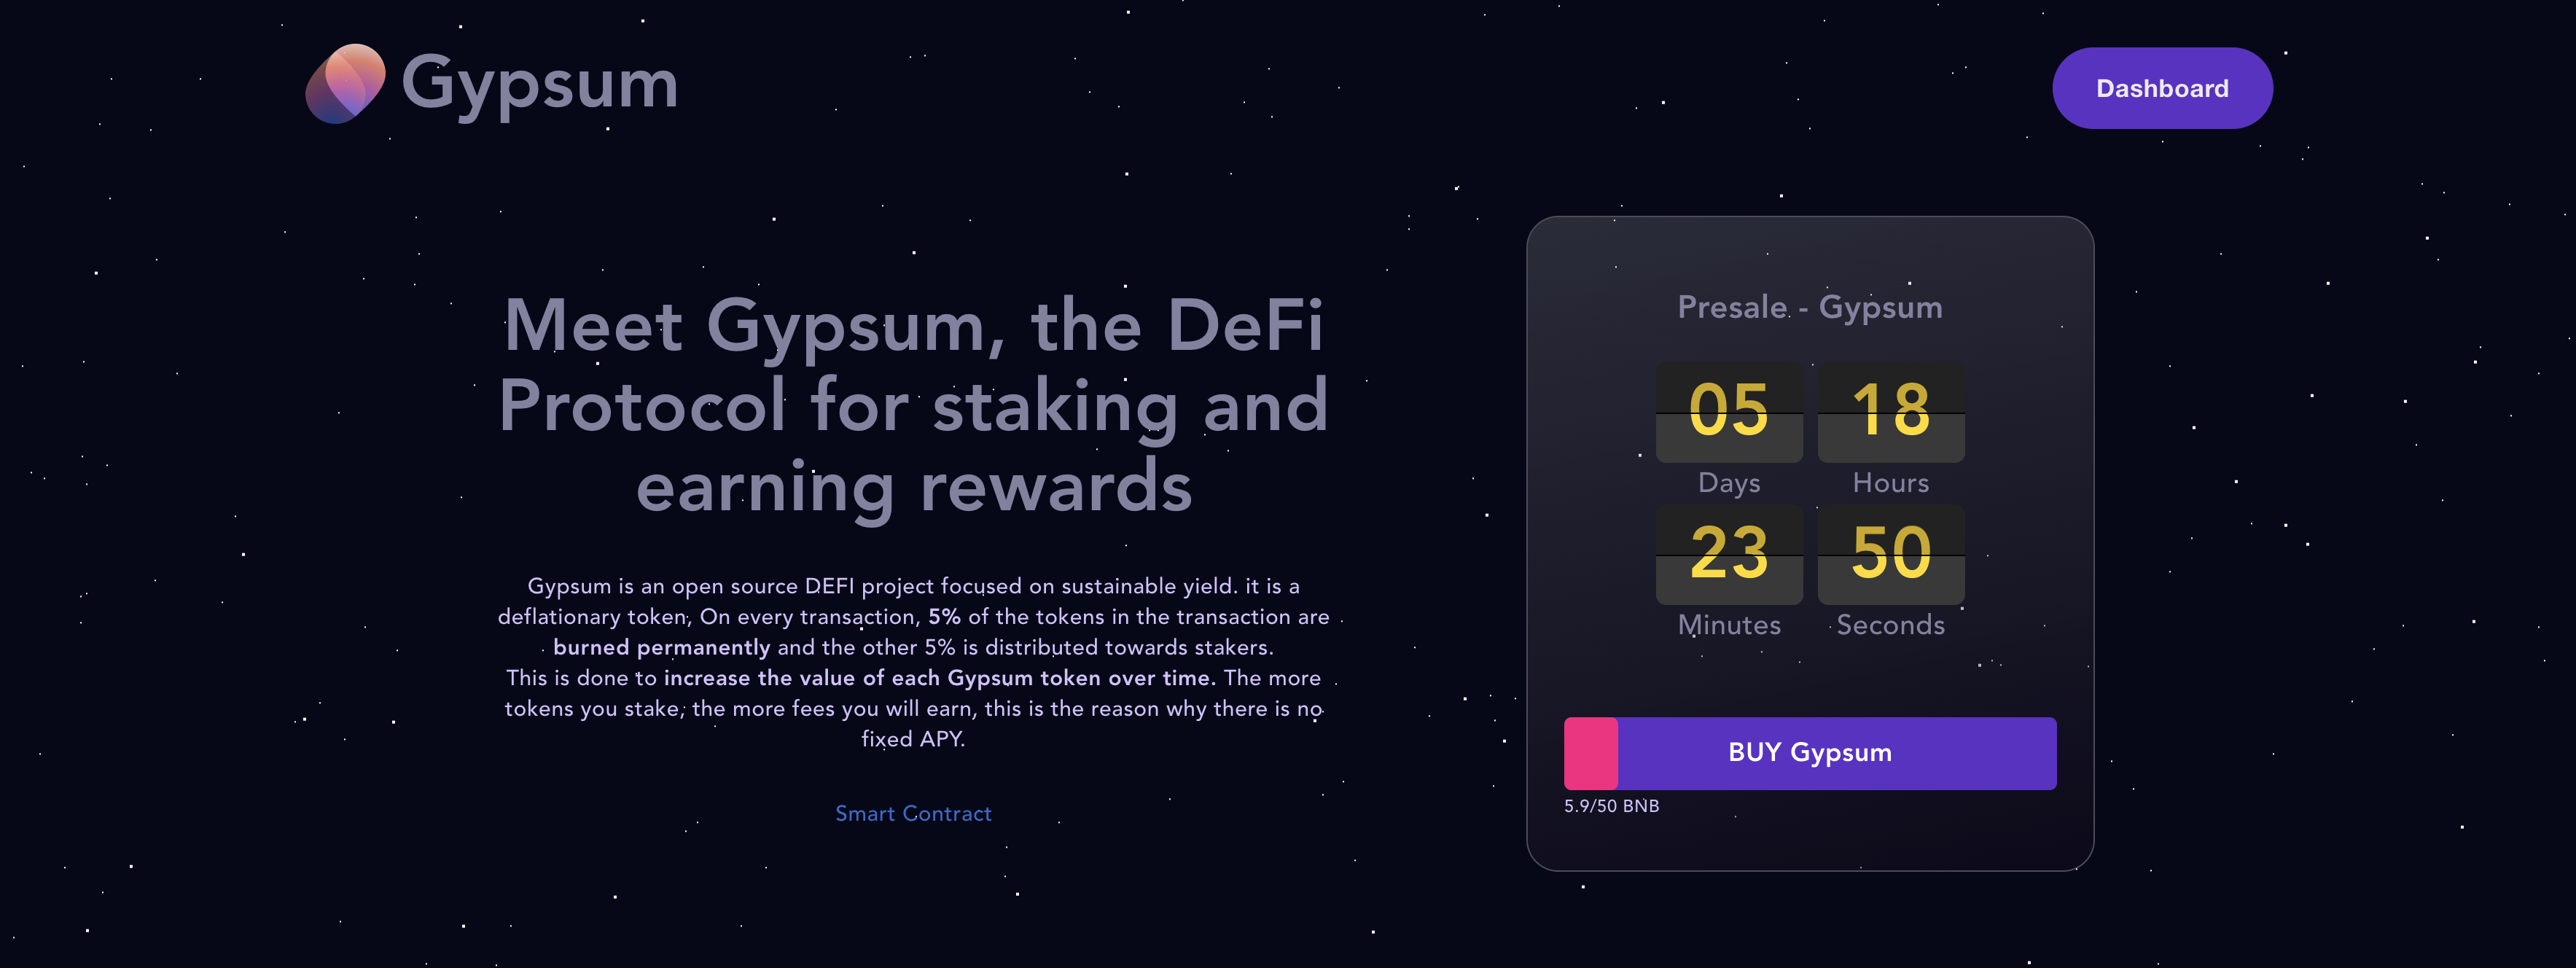 Gypsum
Dashboard
Meet Gypsum, the DeFi
Protocol for staking and
earning rewards
Gypsum is an open source DEFI project focused on sustainable yield. it is a
deflationary token, On every transaction, 5% of the tokens in the transaction are
burned permanently and the other 5% is distributed towards stakers.
This is done to increase the value of each Gypsum token over time. The more
tokens you stake, the more fees you will earn, this is the reason why there is no
fixed APY.
Smart Contract
Presale - Gypsum
05 18
Days Hours
23 50
Minutes Seconds
BUY Gypsum
5.9/50 BNB